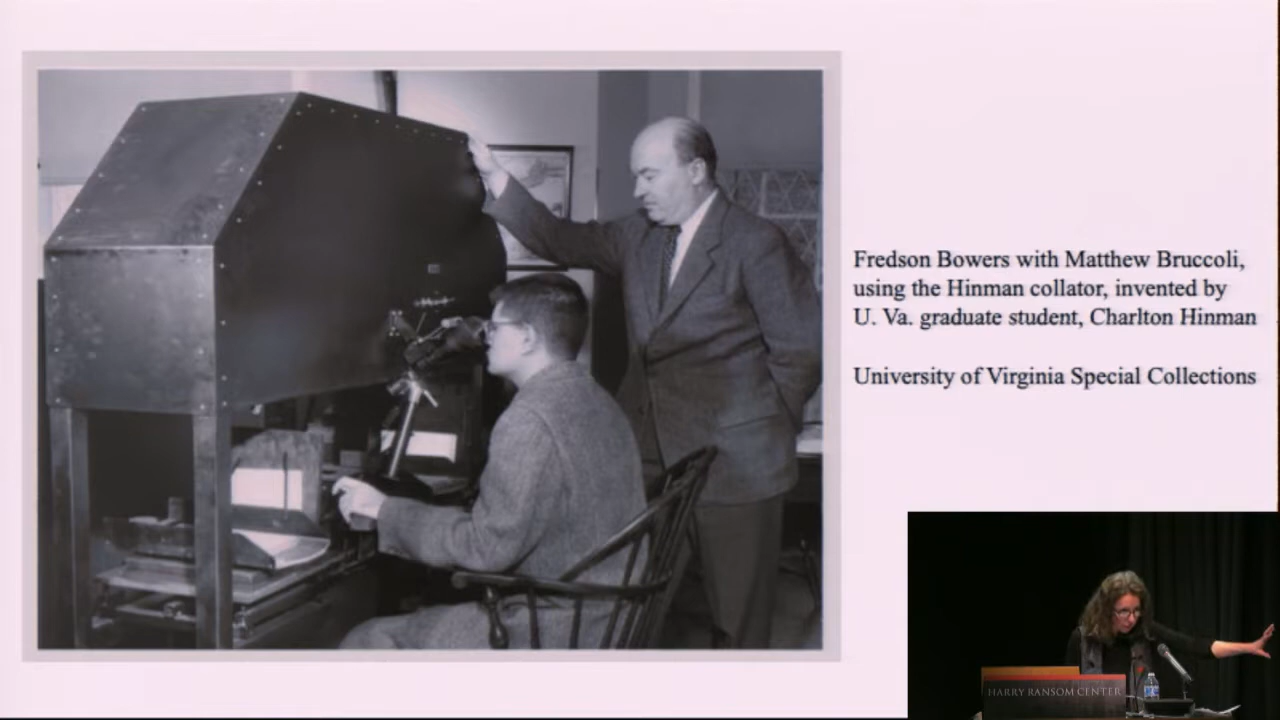 Fredson Bowers with Matthew Bruccoli,
using the Hinman collator, invented by
U. Va. graduate student, Charlton Hinman
University of Virginia Special Collections
HARRY RANSOM CENTER